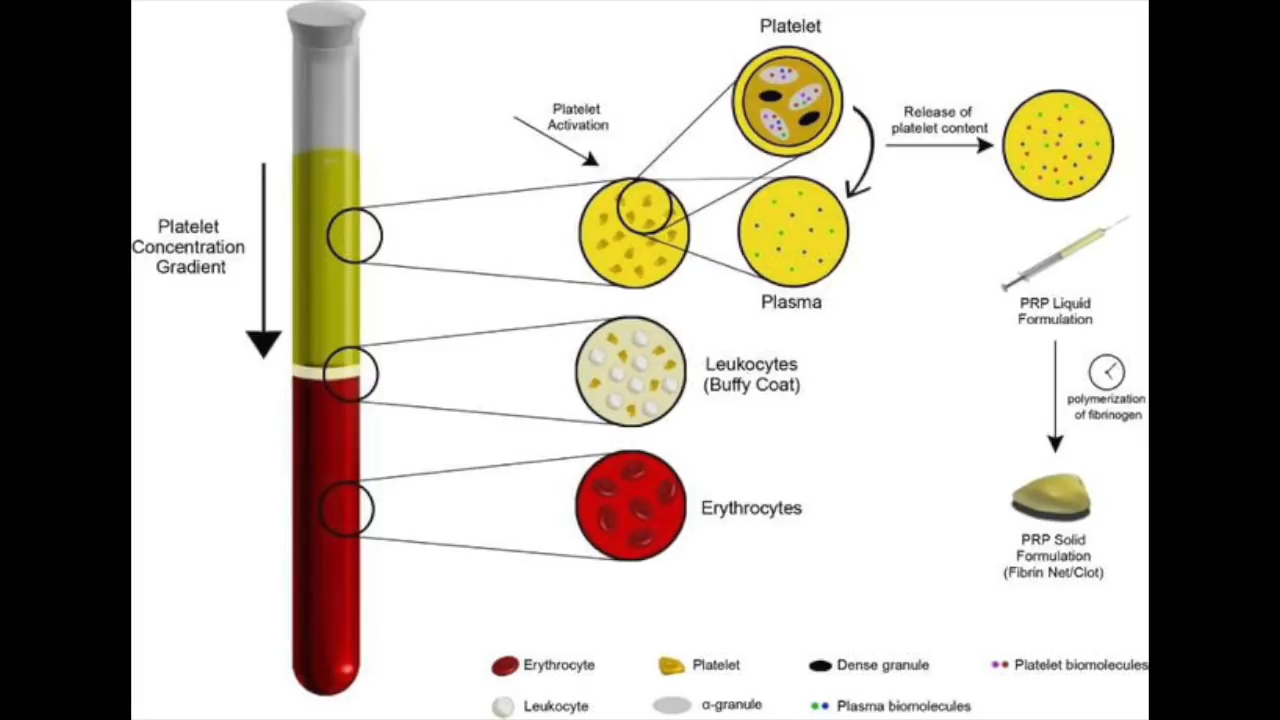 Platelet
Platelet
Activation
Release of
platelet content
Platelet
Concentration
Gradient
Plasma
PRP Liquid
Formulation
Leukocytes
(Buffy Coat)
polymerization
of fibrinogen
Erythrocytes
PRP Solid
Formulation
(Fibrin Net/Clot)
Erythrocyte
Platelet
Dense granule
Platelet biomolecules
Leukocyte
α-granule
Plasma biomolecules